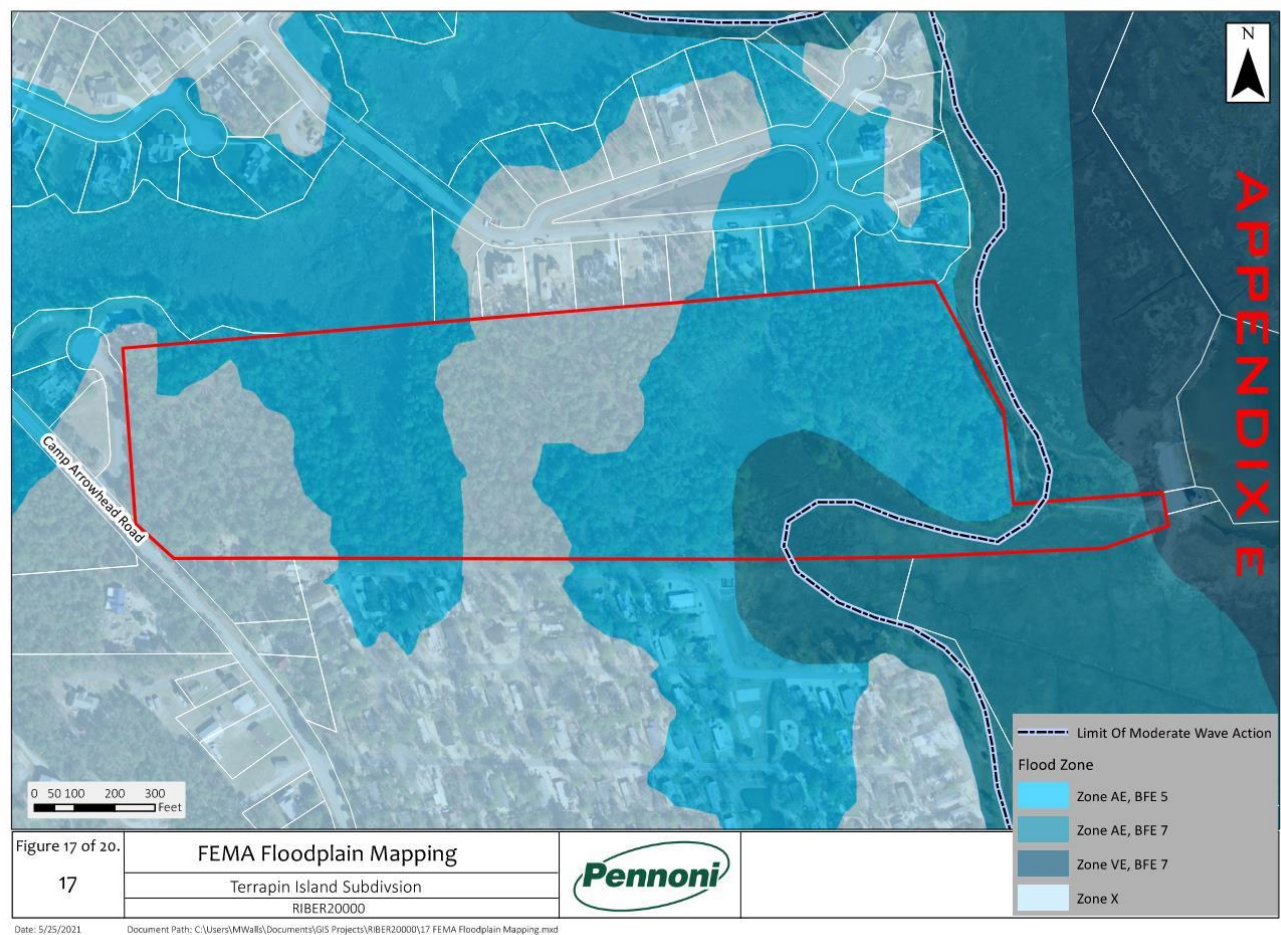 N
APPENDIX E
Camp Arrowhead Road
0 50 100 200 300
Feet
Limit Of Moderate Wave Action
Flood Zone
Zone AE, BFE 5
Zone AE, BFE 7
Zone VE, BFE 7
Zone X
Figure 17 of 20.
17
FEMA Floodplain Mapping
Terrapin Island Subdivsion
RIBER20000
Pennoni
Date: 5/25/2021 Document Path: C:\Users\MWalls\Documents\GIS Projects\RIBER20000\17 FEMA Floodplain Mapping.mxd